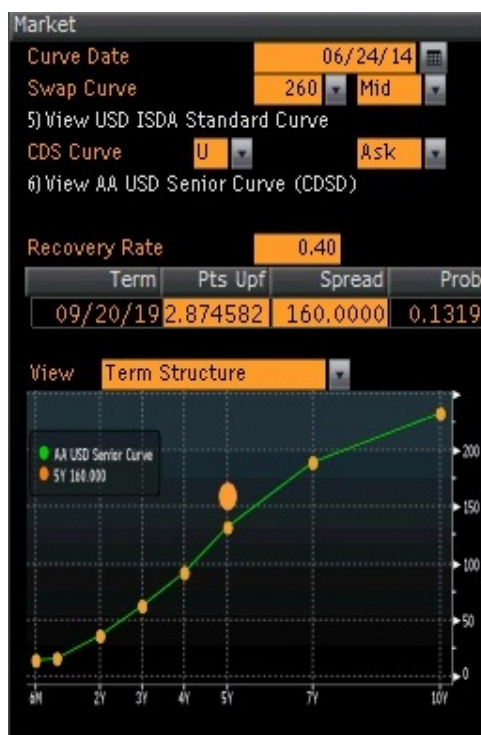 Market
Curve Date 06/24/14
Swap Curve 260 Mid
5) View USD ISDA Standard Curve
CDS Curve U Ask
6) View AA USD Senior Curve (CDSD)
Recovery Rate 0.40
Term Pts Upf Spread Prob
09/20/19 2.874582 160.0000 0.1319
View Term Structure
AA USD Senior Curve
5Y 160.000
200
150
100
50
0
6M 2Y 3Y 4Y 5Y 7Y 10Y